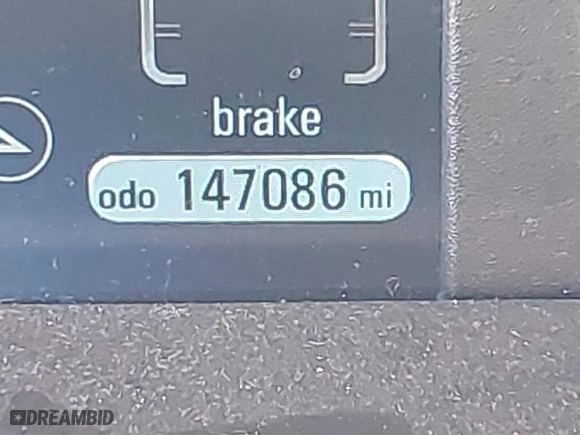 brake
odo 147086 mi
DREAMBID